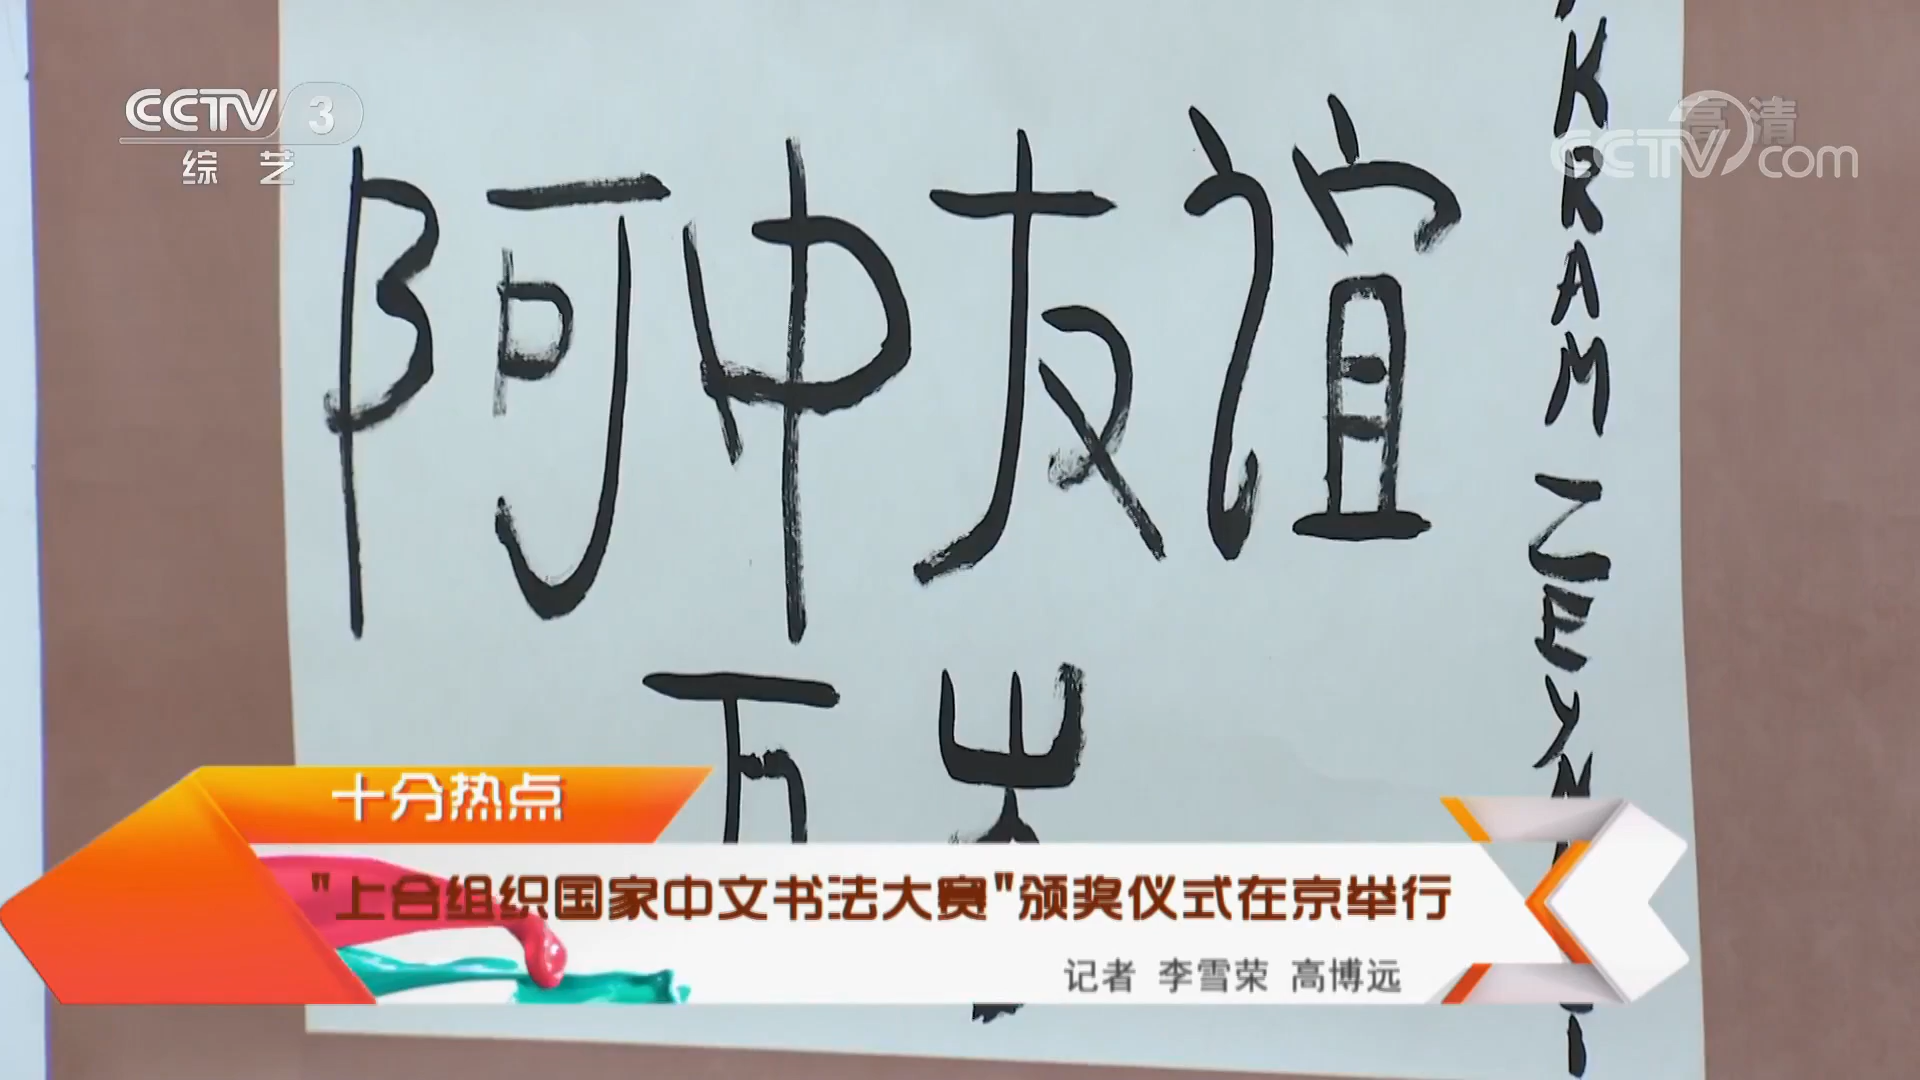 CCTV 3
综艺
高清
CCTV com
阿中友谊
万岁
KRAM ZEYN
十分热点
"上合组织国家中文书法大赛"颁奖仪式在京举行
记者 李雪荣 高博远